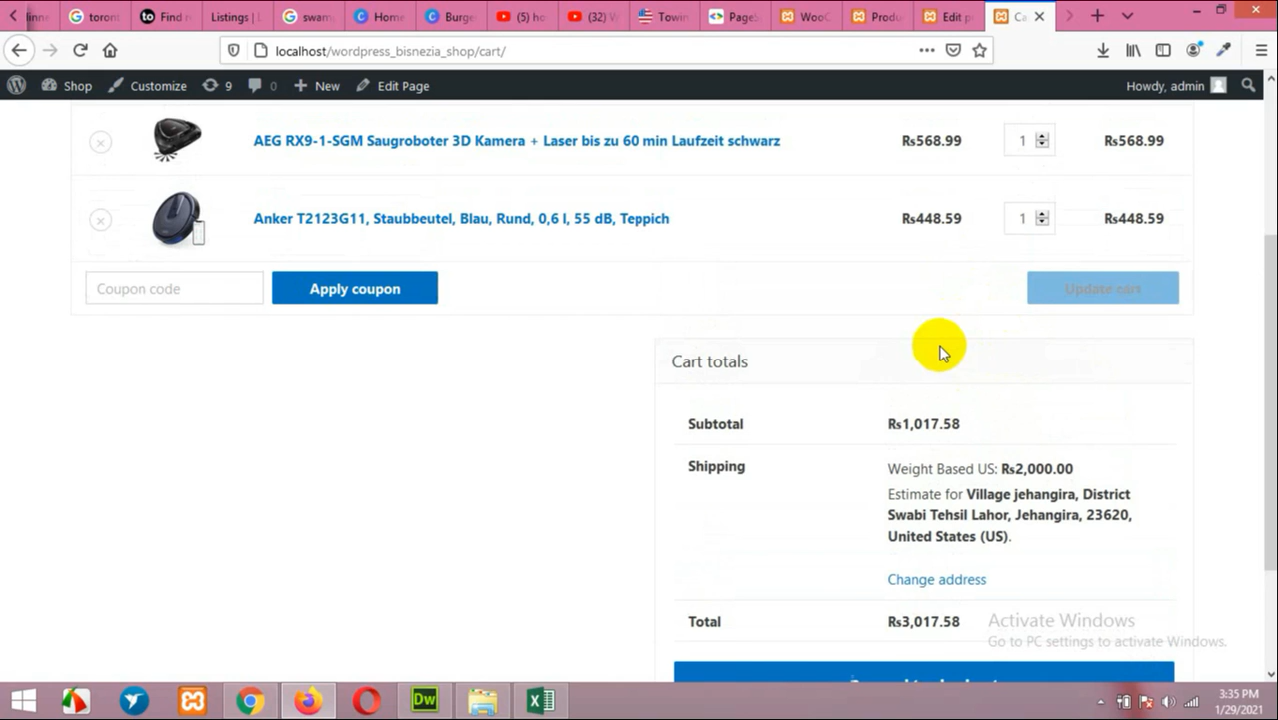 inne
toront
Find n
Listings |
swam
Home
Burge
(5) h
(32) W
Towin
Page
WooC
Produ
Edit p
Ca
localhost/wordpress_bisnezia_shop/cart/
Shop
Customize
9
0
New
Edit Page
Howdy, admin
AEG RX9-1-SGM Saugroboter 3D Kamera + Laser bis zu 60 min Laufzeit schwarz
₨568.99
1
₨568.99
Anker T2123G11, Staubbeutel, Blau, Rund, 0,6 l, 55 dB, Teppich
₨448.59
1
₨448.59
Coupon code
Apply coupon
Update cart
Cart totals
Subtotal
₨1,017.58
Shipping
Weight Based US: ₨2,000.00
Estimate for Village jehangira, District
Swabi Tehsil Lahor, Jehangira, 23620,
United States (US).
Change address
Total
₨3,017.58
Activate Windows
Go to PC settings to activate Windows.
Dw
3:35 PM
1/29/2021